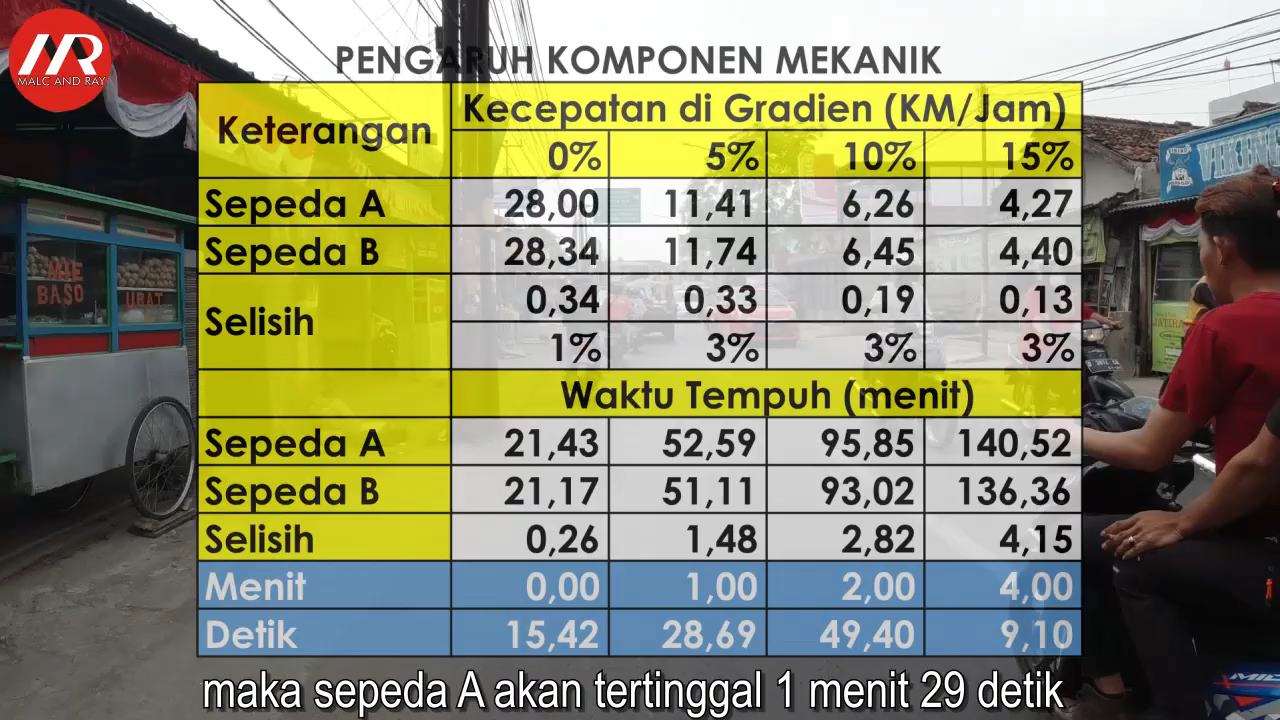 MR
MALC AND RAY
PENGARUH KOMPONEN MEKANIK
Keterangan Kecepatan di Gradien (KM/Jam)
0% 5% 10% 15%
Sepeda A 28,00 11,41 6,26 4,27
Sepeda B 28,34 11,74 6,45 4,40
Selisih 0,34 0,33 0,19 0,13
1% 3% 3% 3%
Waktu Tempuh (menit)
Sepeda A 21,43 52,59 95,85 140,52
Sepeda B 21,17 51,11 93,02 136,36
Selisih 0,26 1,48 2,82 4,15
Menit 0,00 1,00 2,00 4,00
Detik 15,42 28,69 49,40 9,10
maka sepeda A akan tertinggal 1 menit 29 detik
MIE
BASO URAT
VIKING